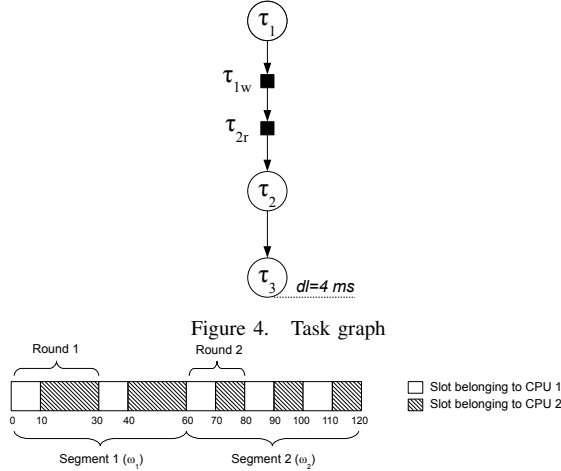 τ1
τ1w
τ2r
τ2
τ3
dl=4 ms
Figure 4. Task graph
Round 1
Round 2
Slot belonging to CPU 1
Slot belonging to CPU 2
0 10 30 40 60 70 80 90 100 110 120
Segment 1 (ω1)
Segment 2 (ω2)